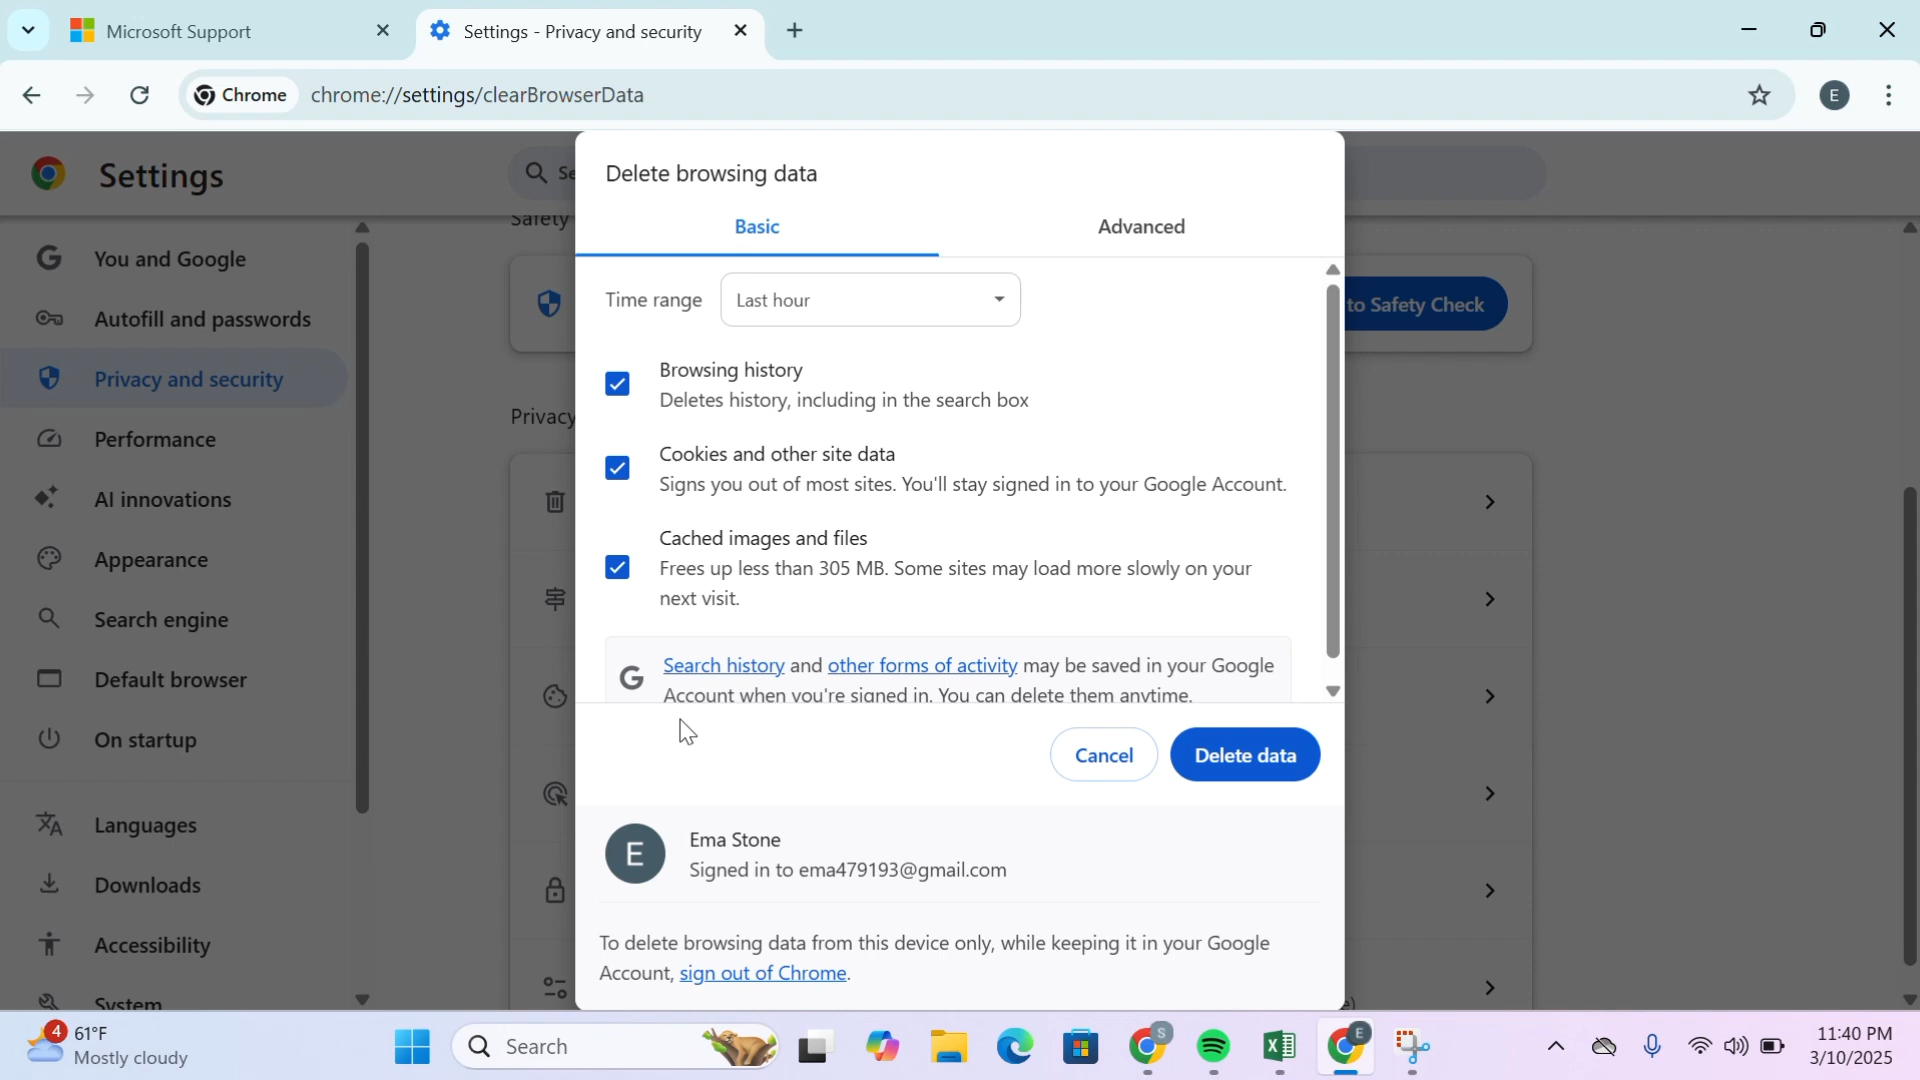 Microsoft Support
Settings - Privacy and security
Chrome
chrome://settings/clearBrowserData
E
Settings
Se
You and Google
Autofill and passwords
Privacy and security
Performance
AI innovations
Appearance
Search engine
Default browser
On startup
Languages
Downloads
Accessibility
System
Safety
to Safety Check
Privacy
Delete browsing data
Basic
Advanced
Time range
Last hour
Browsing history
Deletes history, including in the search box
Cookies and other site data
Signs you out of most sites. You'll stay signed in to your Google Account.
Cached images and files
Frees up less than 305 MB. Some sites may load more slowly on your
next visit.
G
Search history and other forms of activity may be saved in your Google
Account when you're signed in. You can delete them anytime.
Cancel
Delete data
E
Ema Stone
Signed in to ema479193@gmail.com
To delete browsing data from this device only, while keeping it in your Google
Account, sign out of Chrome.
4
61°F
Mostly cloudy
Search
S
E
11:40 PM
3/10/2025